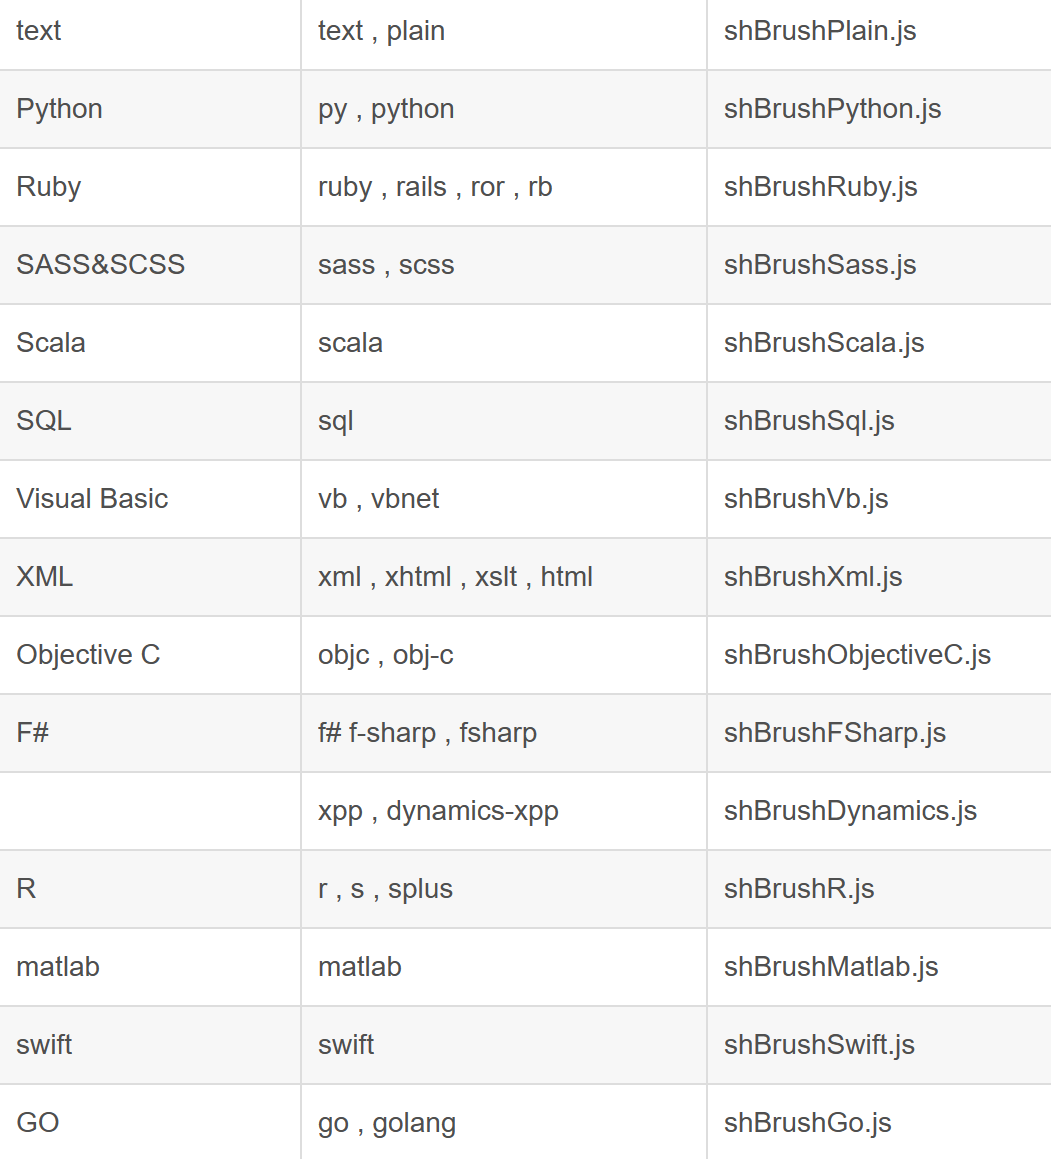 text text , plain shBrushPlain.js
Python py , python shBrushPython.js
Ruby ruby , rails , ror , rb shBrushRuby.js
SASS&SCSS sass , scss shBrushSass.js
Scala scala shBrushScala.js
SQL sql shBrushSql.js
Visual Basic vb , vbnet shBrushVb.js
XML xml , xhtml , xslt , html shBrushXml.js
Objective C objc , obj-c shBrushObjectiveC.js
F# f# f-sharp , fsharp shBrushFSharp.js
xpp , dynamics-xpp shBrushDynamics.js
R r , s , splus shBrushR.js
matlab matlab shBrushMatlab.js
swift swift shBrushSwift.js
GO go , golang shBrushGo.js